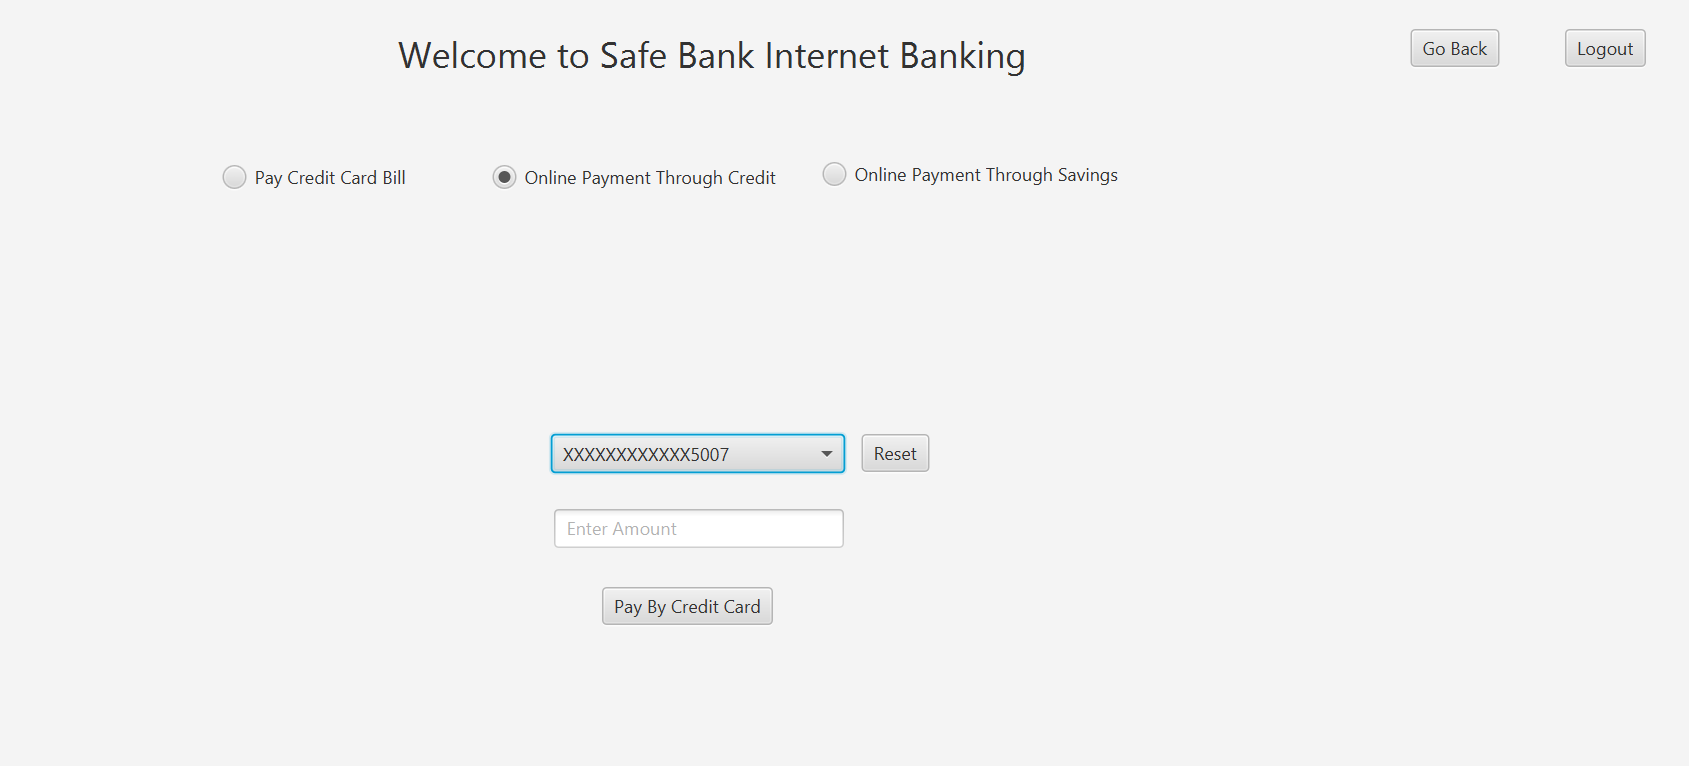 Welcome to Safe Bank Internet Banking
Go Back
Logout
Pay Credit Card Bill
Online Payment Through Credit
Online Payment Through Savings
XXXXXXXXXXXX5007
Reset
Enter Amount
Pay By Credit Card